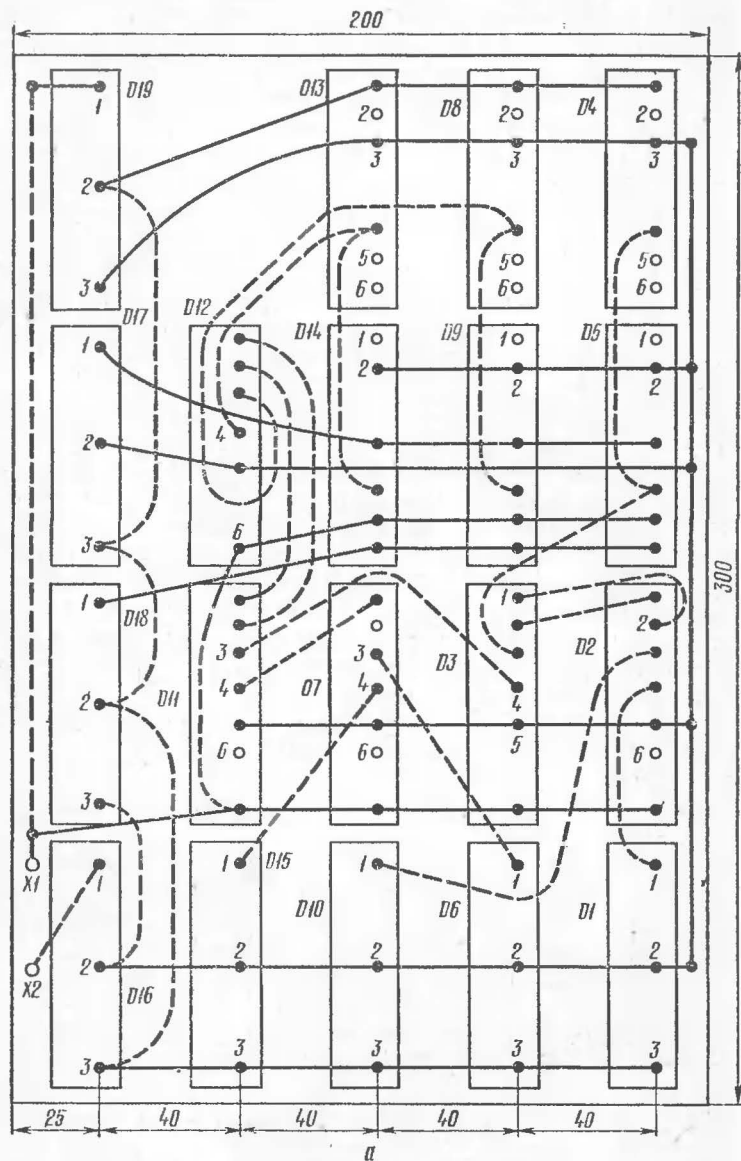 200
1 D19 D13 2 D8 2 D4 2
3 3 3
2
5 5 5
3 6 6 6
D17 D12 D14 1 D9 1 D5 1
1 2 2 2
2 4
3 6
300
1 1
D18 3 3 D3 D2 2
4 D7 4 4
2 D11 5
6 6 6
3
X1 1 1 D15 1 1 1
D10 D6 D1
2 2 2 2 2
X2 D16
3 3 3 3 3
25 40 40 40 40
а